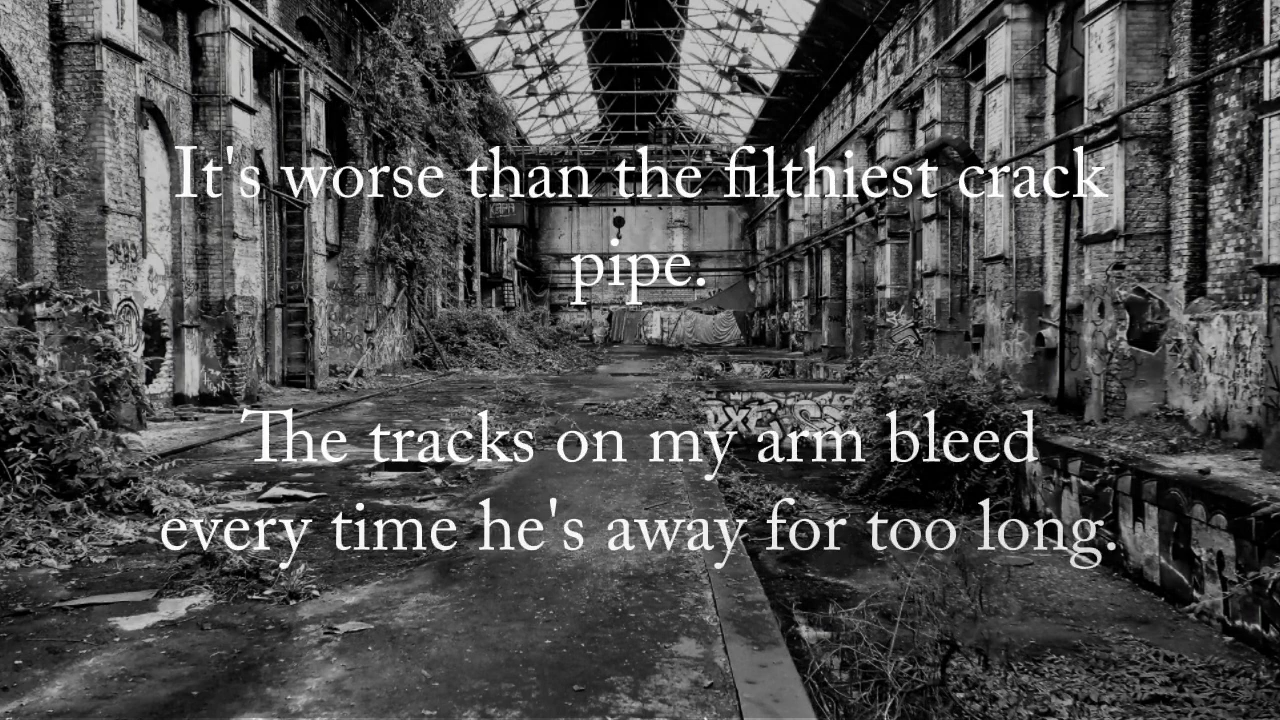 It's worse than the filthiest crack
pipe.
The tracks on my arm bleed
every time he's away for too long.